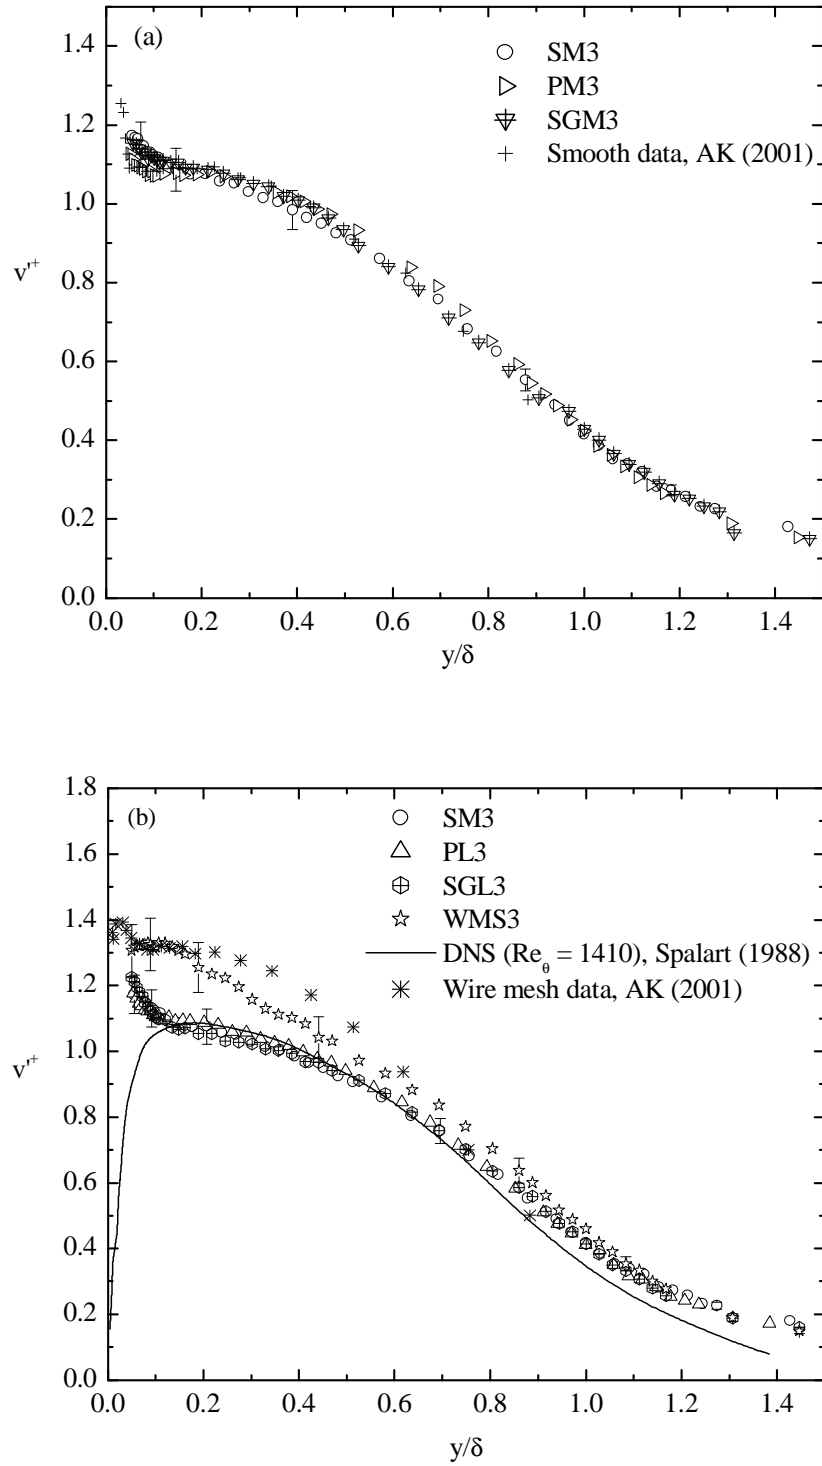 (a)
SM3
PM3
SGM3
Smooth data, AK (2001)
1.4
1.2
1.0
0.8
0.6
0.4
0.2
0.0
v'+
0.0 0.2 0.4 0.6 0.8 1.0 1.2 1.4
y/δ
(b)
SM3
PL3
SGL3
WMS3
DNS (Reθ = 1410), Spalart (1988)
Wire mesh data, AK (2001)
1.8
1.6
1.4
1.2
1.0
0.8
0.6
0.4
0.2
0.0
v'+
0.0 0.2 0.4 0.6 0.8 1.0 1.2 1.4
y/δ